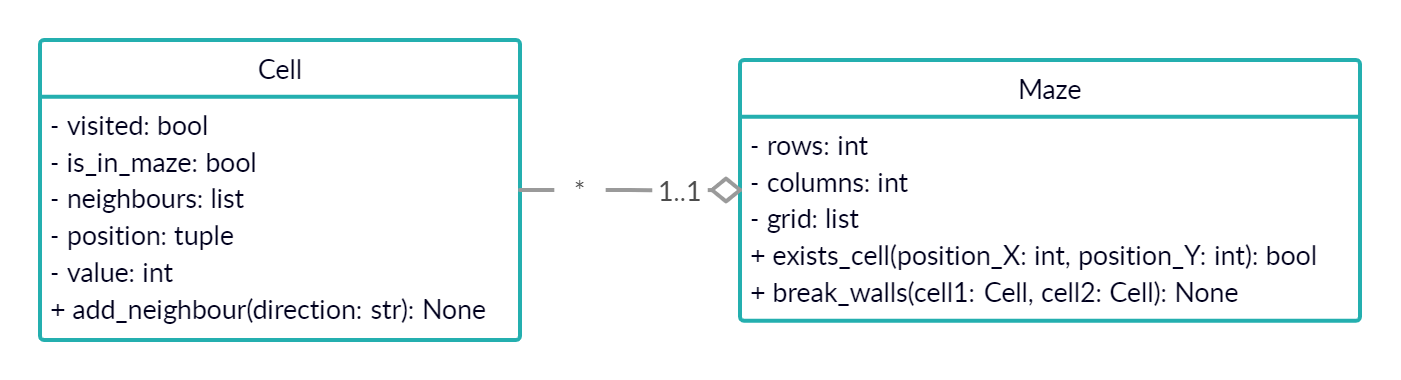 Cell
- visited: bool
- is_in_maze: bool
- neighbours: list
- position: tuple
- value: int
+ add_neighbour(direction: str): None
*
1..1
Maze
- rows: int
- columns: int
- grid: list
+ exists_cell(position_X: int, position_Y: int): bool
+ break_walls(cell1: Cell, cell2: Cell): None